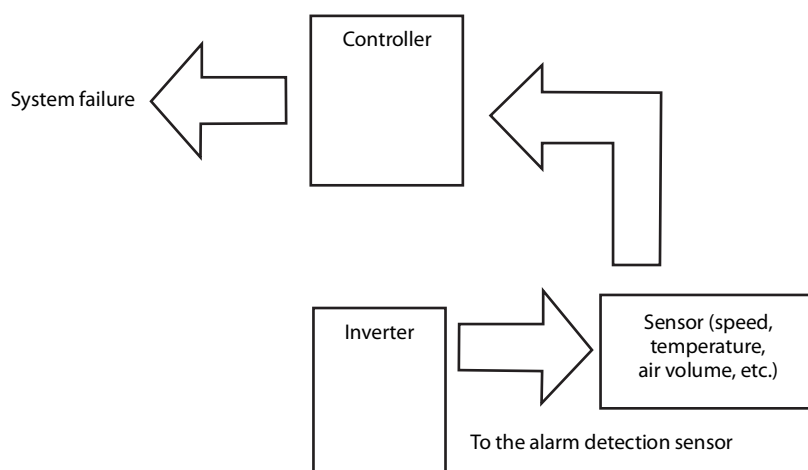 Controller
System failure
Inverter
Sensor (speed,
temperature,
air volume, etc.)
To the alarm detection sensor